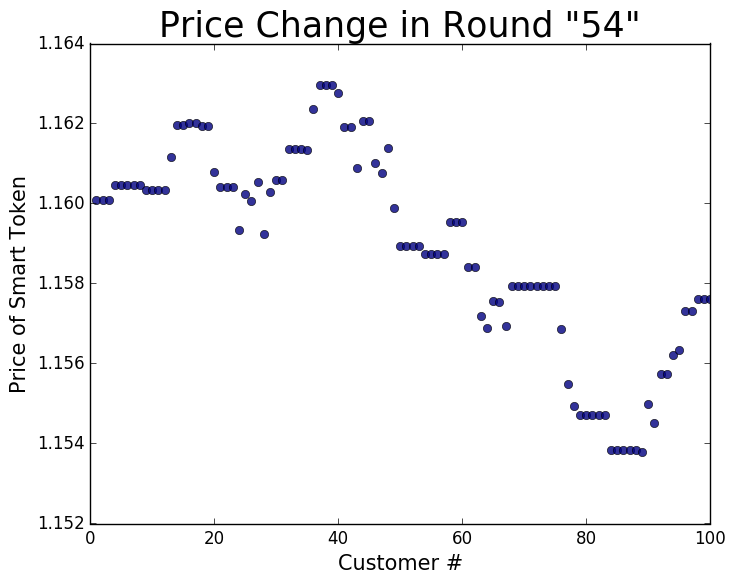 Price Change in Round "54"
1.164
1.162
1.160
1.158
1.156
1.154
1.152
Price of Smart Token
0 20 40 60 80 100
Customer #